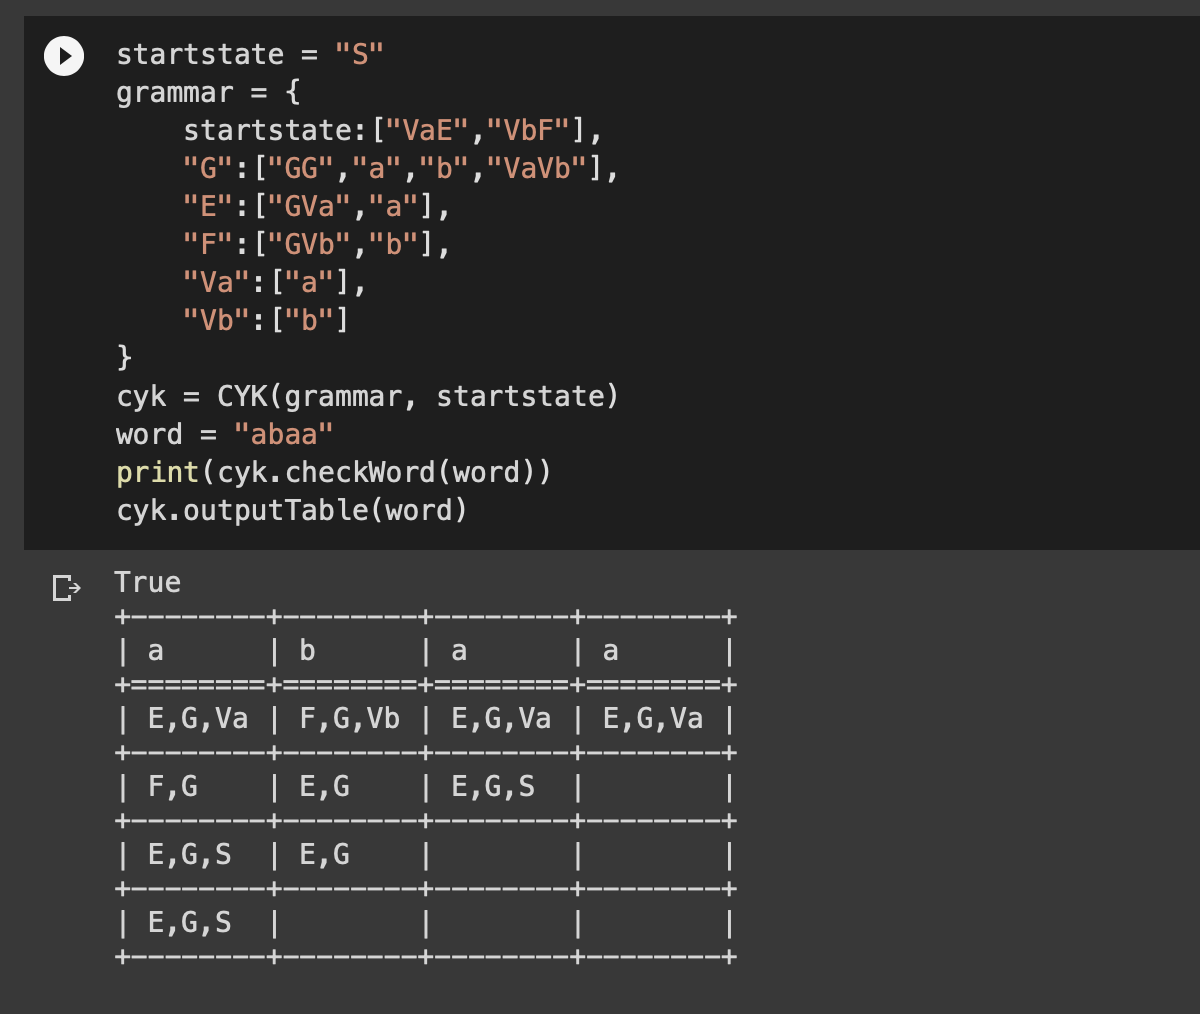 startstate = "S"
grammar = {
    startstate:["VaE","VbF"],
    "G":["GG","a","b","VaVb"],
    "E":["GVa","a"],
    "F":["GVb","b"],
    "Va":["a"],
    "Vb":["b"]
}
cyk = CYK(grammar, startstate)
word = "abaa"
print(cyk.checkWord(word))
cyk.outputTable(word)
True
+--------+--------+--------+--------+
| a      | b      | a      | a      |
+========+========+========+========+
| E,G,Va | F,G,Vb | E,G,Va | E,G,Va |
+--------+--------+--------+--------+
| F,G    | E,G    | E,G,S  |        |
+--------+--------+--------+--------+
| E,G,S  | E,G    |        |        |
+--------+--------+--------+--------+
| E,G,S  |        |        |        |
+--------+--------+--------+--------+